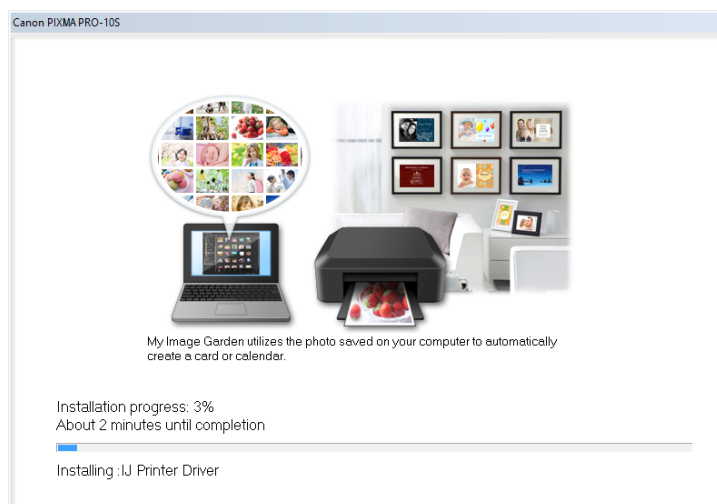 Canon PIXMA PRO-10S
My Image Garden utilizes the photo saved on your computer to automatically
create a card or calendar.
Installation progress: 3%
About 2 minutes until completion
Installing :IJ Printer Driver